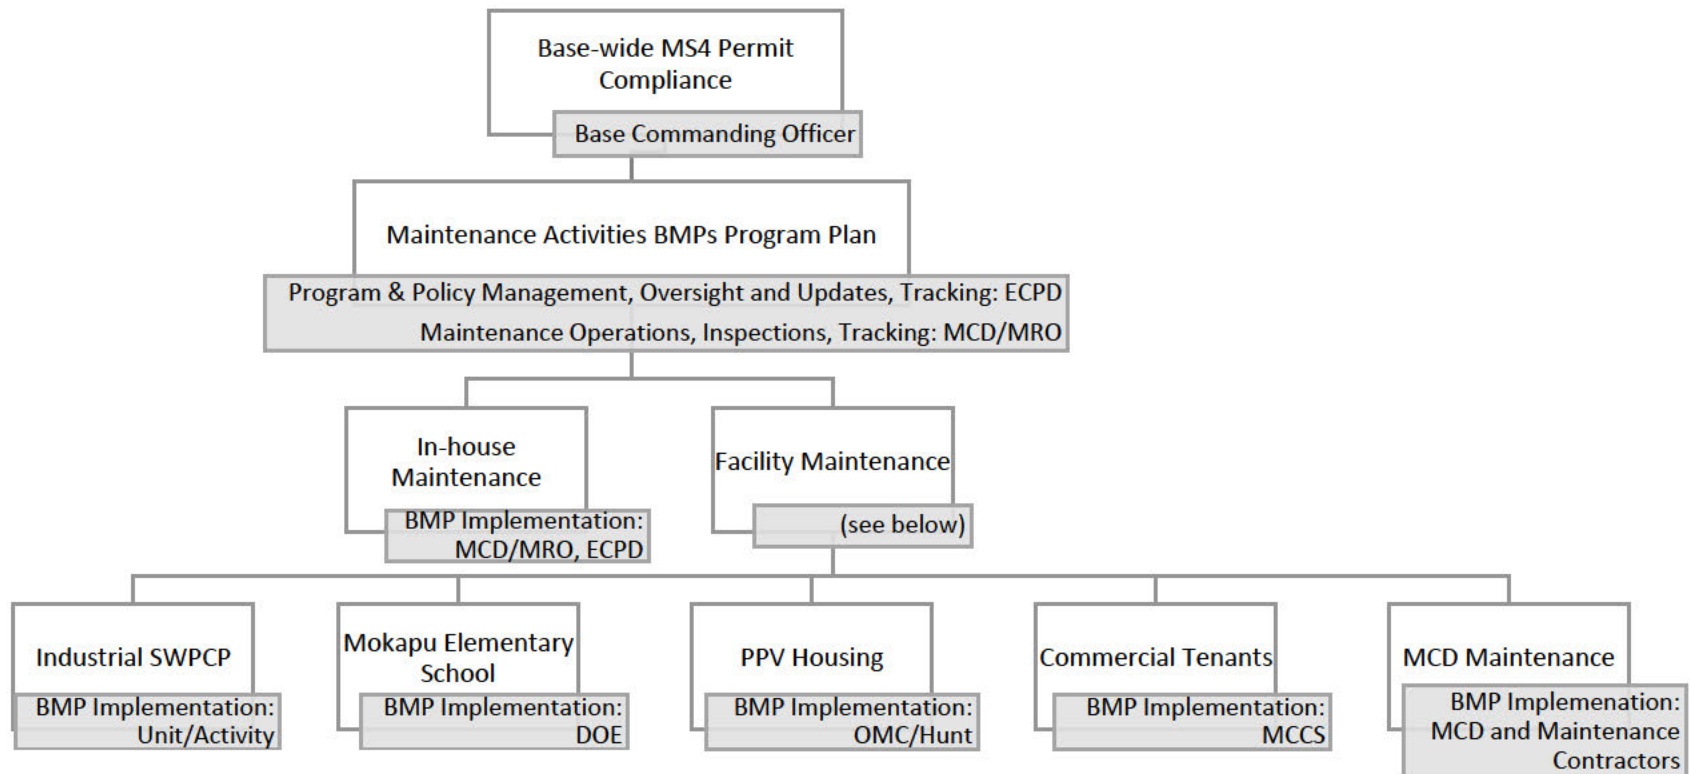 Base-wide MS4 Permit
Compliance
Base Commanding Officer
Maintenance Activities BMPs Program Plan
Program & Policy Management, Oversight and Updates, Tracking: ECPD
Maintenance Operations, Inspections, Tracking: MCD/MRO
In-house
Maintenance
BMP Implementation:
MCD/MRO, ECPD
Facility Maintenance
(see below)
Industrial SWPCP
BMP Implementation:
Unit/Activity
Mokapu Elementary
School
BMP Implementation:
DOE
PPV Housing
BMP Implementation:
OMC/Hunt
Commercial Tenants
BMP Implementation:
MCCS
MCD Maintenance
BMP Implemenation:
MCD and Maintenance
Contractors